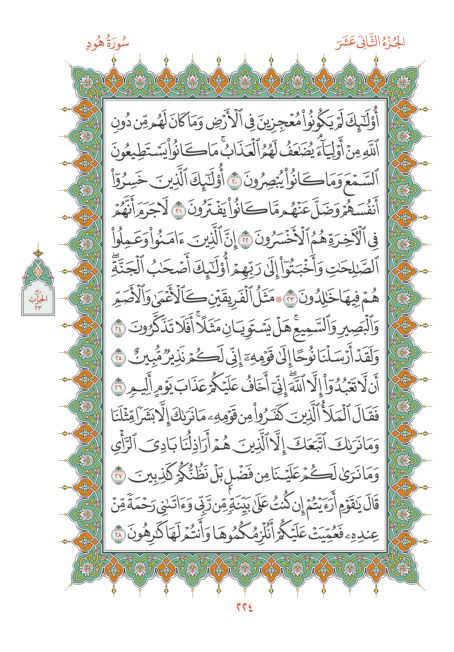 الجُزْءُ الثَّانِيَ عَشَرَ
سُورَةُ هُودٍ
أُوْلَٰٓئِكَ لَمۡ يَكُونُواْ مُعۡجِزِينَ فِي ٱلۡأَرۡضِ وَمَا كَانَ لَهُم مِّن دُونِ
ٱللَّهِ مِنۡ أَوۡلِيَآءَۘ يُضَٰعَفُ لَهُمُ ٱلۡعَذَابُۚ مَا كَانُواْ يَسۡتَطِيعُونَ
ٱلسَّمۡعَ وَمَا كَانُواْ يُبۡصِرُونَ ٢٠ أُوْلَٰٓئِكَ ٱلَّذِينَ خَسِرُوٓاْ
أَنفُسَهُمۡ وَضَلَّ عَنۡهُم مَّا كَانُواْ يَفۡتَرُونَ ٢١ لَا جَرَمَ أَنَّهُمۡ
فِي ٱلۡأٓخِرَةِ هُمُ ٱلۡأَخۡسَرُونَ ٢٢ إِنَّ ٱلَّذِينَ ءَامَنُواْ وَعَمِلُواْ
ٱلصَّٰلِحَٰتِ وَأَخۡبَتُوٓاْ إِلَىٰ رَبِّهِمۡ أُوْلَٰٓئِكَ أَصۡحَٰبُ ٱلۡجَنَّةِۖ
هُمۡ فِيهَا خَٰلِدُونَ ٢٣ ۞ مَثَلُ ٱلۡفَرِيقَيۡنِ كَٱلۡأَعۡمَىٰ وَٱلۡأَصَمِّ
وَٱلۡبَصِيرِ وَٱلسَّمِيعِۚ هَلۡ يَسۡتَوِيَانِ مَثَلًاۚ أَفَلَا تَذَكَّرُونَ ٢٤
وَلَقَدۡ أَرۡسَلۡنَا نُوحًا إِلَىٰ قَوۡمِهِۦٓ إِنِّي لَكُمۡ نَذِيرٞ مُّبِينٌ ٢٥
أَن لَّا تَعۡبُدُوٓاْ إِلَّا ٱللَّهَۖ إِنِّيٓ أَخَافُ عَلَيۡكُمۡ عَذَابَ يَوۡمٍ أَلِيمٖ ٢٦
فَقَالَ ٱلۡمَلَأُ ٱلَّذِينَ كَفَرُواْ مِن قَوۡمِهِۦ مَا نَرَىٰكَ إِلَّا بَشَرٗا مِّثۡلَنَا
وَمَا نَرَىٰكَ ٱتَّبَعَكَ إِلَّا ٱلَّذِينَ هُمۡ أَرَاذِلُنَا بَادِيَ ٱلرَّأۡيِ
وَمَا نَرَىٰ لَكُمۡ عَلَيۡنَا مِن فَضۡلِۭ بَلۡ نَظُنُّكُمۡ كَٰذِبِينَ ٢٧
قَالَ يَٰقَوۡمِ أَرَءَيۡتُمۡ إِن كُنتُ عَلَىٰ بَيِّنَةٖ مِّن رَّبِّي وَءَاتَىٰنِي رَحۡمَةٗ مِّنۡ
عِندِهِۦ فَعُمِّيَتۡ عَلَيۡكُمۡ أَنُلۡزِمُكُمُوهَا وَأَنتُمۡ لَهَا كَٰرِهُونَ ٢٨
ربع
الحزب
٢٣
٢٢٤